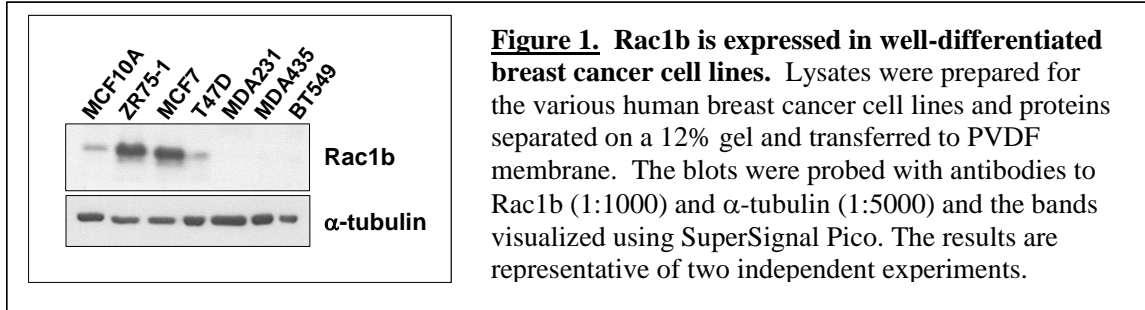 MCF10A
ZR75-1
MCF7
T47D
MDA231
MDA435
BT549
Rac1b
α-tubulin
Figure 1. Rac1b is expressed in well-differentiated
breast cancer cell lines. Lysates were prepared for
the various human breast cancer cell lines and proteins
separated on a 12% gel and transferred to PVDF
membrane. The blots were probed with antibodies to
Rac1b (1:1000) and α-tubulin (1:5000) and the bands
visualized using SuperSignal Pico. The results are
representative of two independent experiments.